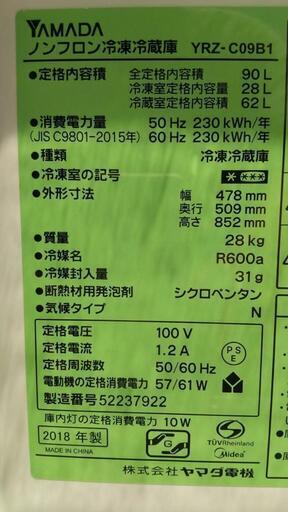 YAMADA
ノンフロン冷凍冷蔵庫 YRZ-C09B1
●定格内容積 全定格内容積 90 L
冷凍室定格内容積 28 L
冷蔵室定格内容積 62 L
●消費電力量 50 Hz 230 kWh/年
(JIS C9801-2015年) 60 Hz 230 kWh/年
●種類 冷凍冷蔵庫
●冷凍室の記号
●外形寸法 幅 478 mm
奥行 509 mm
高さ 852 mm
●質量 28 kg
●冷媒名 R600a
●冷媒封入量 31 g
●断熱材用発泡剤 シクロペンタン
●気候タイプ N
定格電圧 100 V
定格電流 1.2 A
定格周波数 50/60 Hz
電動機の定格消費電力 57/61 W
製造番号 52237922
PSE
庫内灯の定格消費電力 10 W
2018 年製
MADE IN CHINA
G
TÜVRheinland
Midea
株式会社 ヤマダ電機